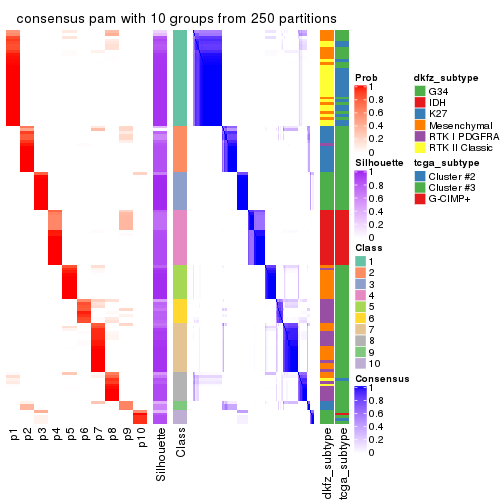 consensus pam with 10 groups from 250 partitions
Prob
1
0.8
0.6
0.4
0.2
0
Silhouette
1
0.8
0.6
0.4
0.2
0
Class
1
2
3
4
5
6
7
8
9
10
Consensus
1
0.8
0.6
0.4
0.2
0
dkfz_subtype
G34
IDH
K27
Mesenchymal
RTK I PDGFRA
RTK II Classic
tcga_subtype
Cluster #2
Cluster #3
G-CIMP+
p1
p2
p3
p4
p5
p6
p7
p8
p9
p10
Silhouette
Class
dkfz_subtype
tcga_subtype